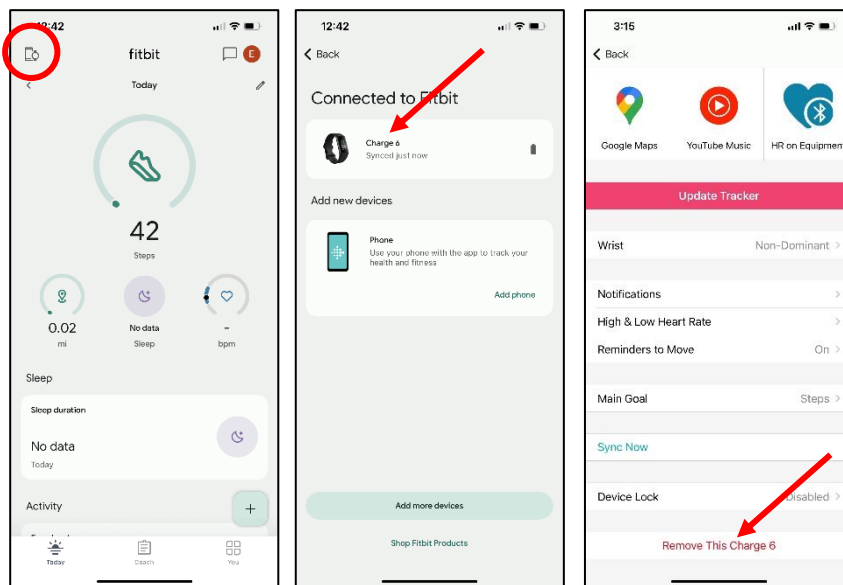 12:42
fitbit
E
Today
42
Steps
0.02
mi
No data
Sleep
-
bpm
Sleep
Sleep duration
No data
Today
Activity
+
Today
Coach
You
12:42
Back
Connected to Fitbit
Charge 6
Synced just now
Add new devices
Phone
Use your phone with the app to track your
health and fitness
Add phone
Add more devices
Shop Fitbit Products
3:15
Back
Google Maps
YouTube Music
HR on Equipmen
Update Tracker
Wrist Non-Dominant
Notifications
High & Low Heart Rate
Reminders to Move On
Main Goal Steps
Sync Now
Device Lock Disabled
Remove This Charge 6